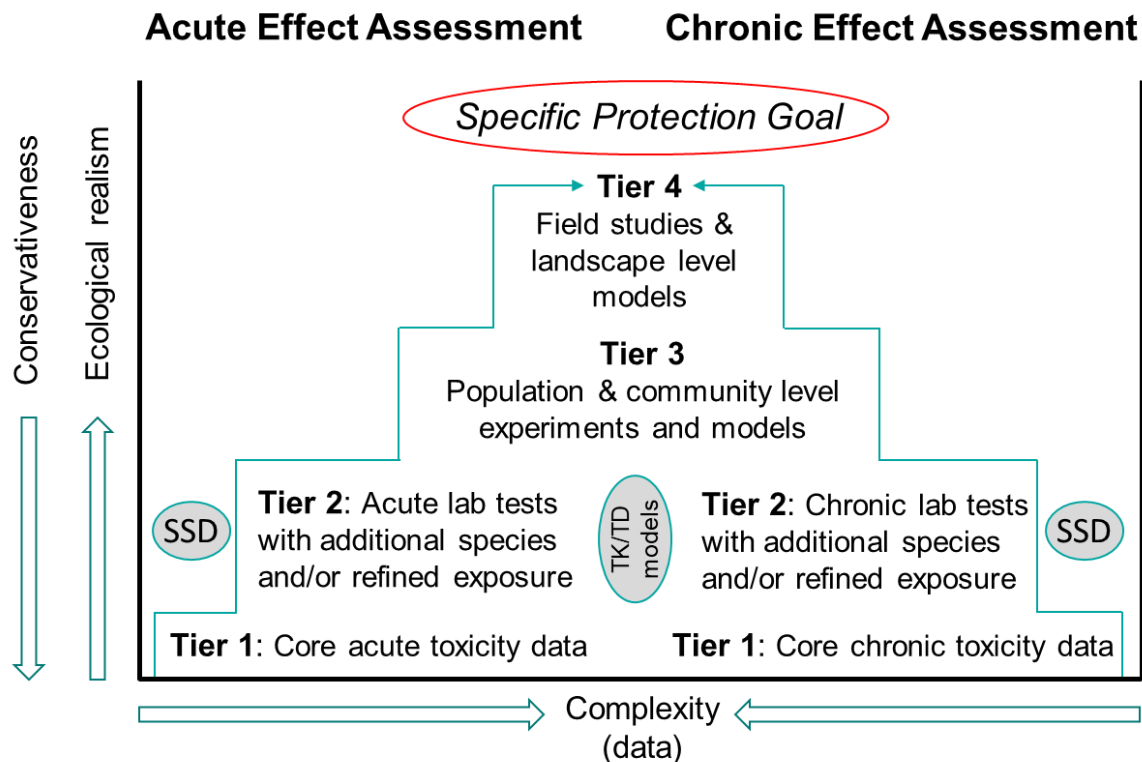 Acute Effect Assessment
Chronic Effect Assessment
Specific Protection Goal
Conservativeness
Ecological realism
Tier 4
Field studies &
landscape level
models
Tier 3
Population & community level
experiments and models
SSD
Tier 2: Acute lab tests
with additional species
and/or refined exposure
TK/TD
models
Tier 2: Chronic lab tests
with additional species
and/or refined exposure
SSD
Tier 1: Core acute toxicity data
Tier 1: Core chronic toxicity data
Complexity
(data)